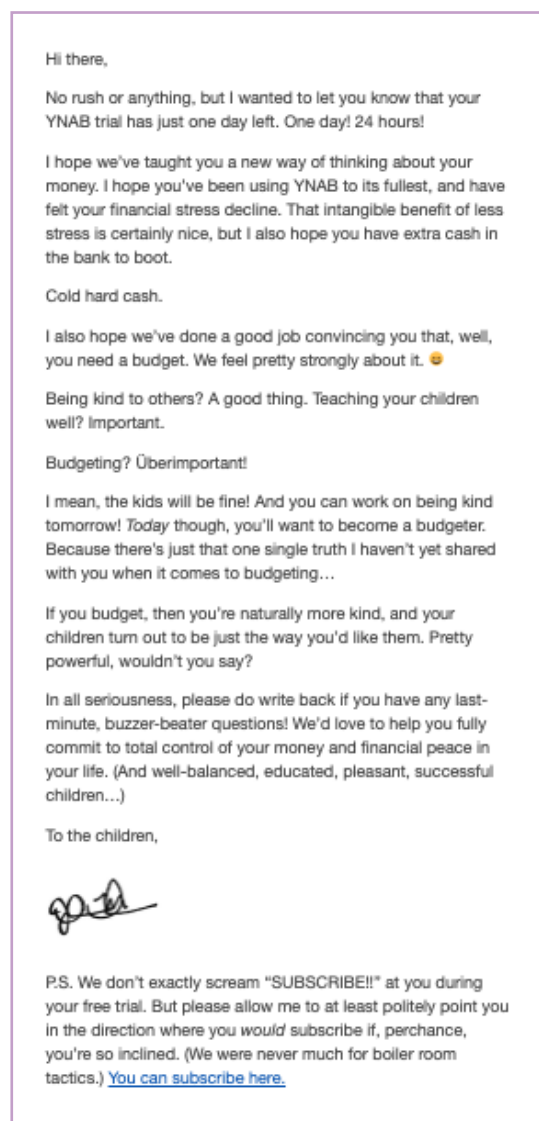 Hi there,
No rush or anything, but I wanted to let you know that your
YNAB trial has just one day left. One day! 24 hours!
I hope we've taught you a new way of thinking about your
money. I hope you've been using YNAB to its fullest, and have
felt your financial stress decline. That intangible benefit of less
stress is certainly nice, but I also hope you have extra cash in
the bank to boot.
Cold hard cash.
I also hope we've done a good job convincing you that, well,
you need a budget. We feel pretty strongly about it. 😄
Being kind to others? A good thing. Teaching your children
well? Important.
Budgeting? Überimportant!
I mean, the kids will be fine! And you can work on being kind
tomorrow! Today though, you'll want to become a budgeter.
Because there's just that one single truth I haven't yet shared
with you when it comes to budgeting…
If you budget, then you're naturally more kind, and your
children turn out to be just the way you'd like them. Pretty
powerful, wouldn't you say?
In all seriousness, please do write back if you have any last-
minute, buzzer-beater questions! We'd love to help you fully
commit to total control of your money and financial peace in
your life. (And well-balanced, educated, pleasant, successful
children…)
To the children,
P.S. We don't exactly scream "SUBSCRIBE!!" at you during
your free trial. But please allow me to at least politely point you
in the direction where you would subscribe if, perchance,
you're so inclined. (We were never much for boiler room
tactics.) You can subscribe here.